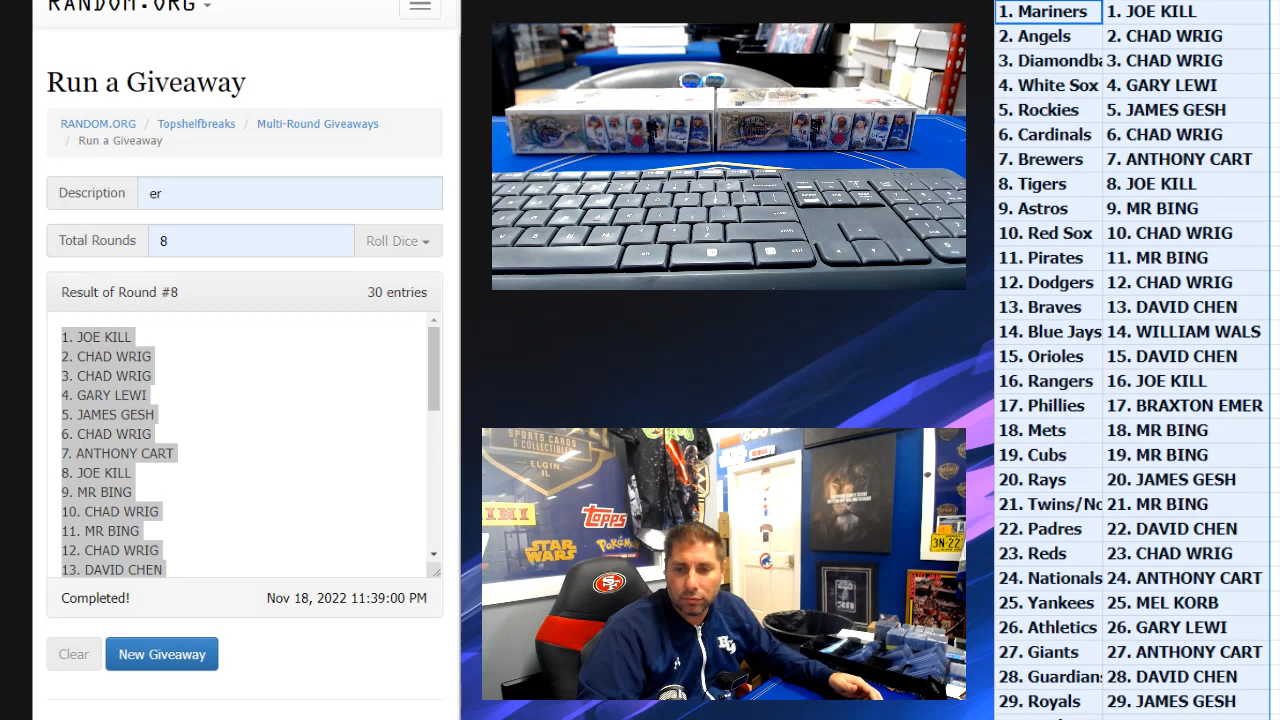 RANDOM.ORG
Run a Giveaway
RANDOM.ORG / Topshelfbreaks / Multi-Round Giveaways
/ Run a Giveaway
Description er
Total Rounds 8 Roll Dice
Result of Round #8 30 entries
1. JOE KILL
2. CHAD WRIG
3. CHAD WRIG
4. GARY LEWI
5. JAMES GESH
6. CHAD WRIG
7. ANTHONY CART
8. JOE KILL
9. MR BING
10. CHAD WRIG
11. MR BING
12. CHAD WRIG
13. DAVID CHEN
Completed! Nov 18, 2022 11:39:00 PM
Clear New Giveaway
SPORTS CARDS
& COLLECTIBLES
ELGIN,
IL
INI
topps
STAR
WARS
POKéMON
3N-22
1. Mariners 1. JOE KILL
2. Angels 2. CHAD WRIG
3. Diamondba 3. CHAD WRIG
4. White Sox 4. GARY LEWI
5. Rockies 5. JAMES GESH
6. Cardinals 6. CHAD WRIG
7. Brewers 7. ANTHONY CART
8. Tigers 8. JOE KILL
9. Astros 9. MR BING
10. Red Sox 10. CHAD WRIG
11. Pirates 11. MR BING
12. Dodgers 12. CHAD WRIG
13. Braves 13. DAVID CHEN
14. Blue Jays 14. WILLIAM WALS
15. Orioles 15. DAVID CHEN
16. Rangers 16. JOE KILL
17. Phillies 17. BRAXTON EMER
18. Mets 18. MR BING
19. Cubs 19. MR BING
20. Rays 20. JAMES GESH
21. Twins/No 21. MR BING
22. Padres 22. DAVID CHEN
23. Reds 23. CHAD WRIG
24. Nationals 24. ANTHONY CART
25. Yankees 25. MEL KORB
26. Athletics 26. GARY LEWI
27. Giants 27. ANTHONY CART
28. Guardian 28. DAVID CHEN
29. Royals 29. JAMES GESH